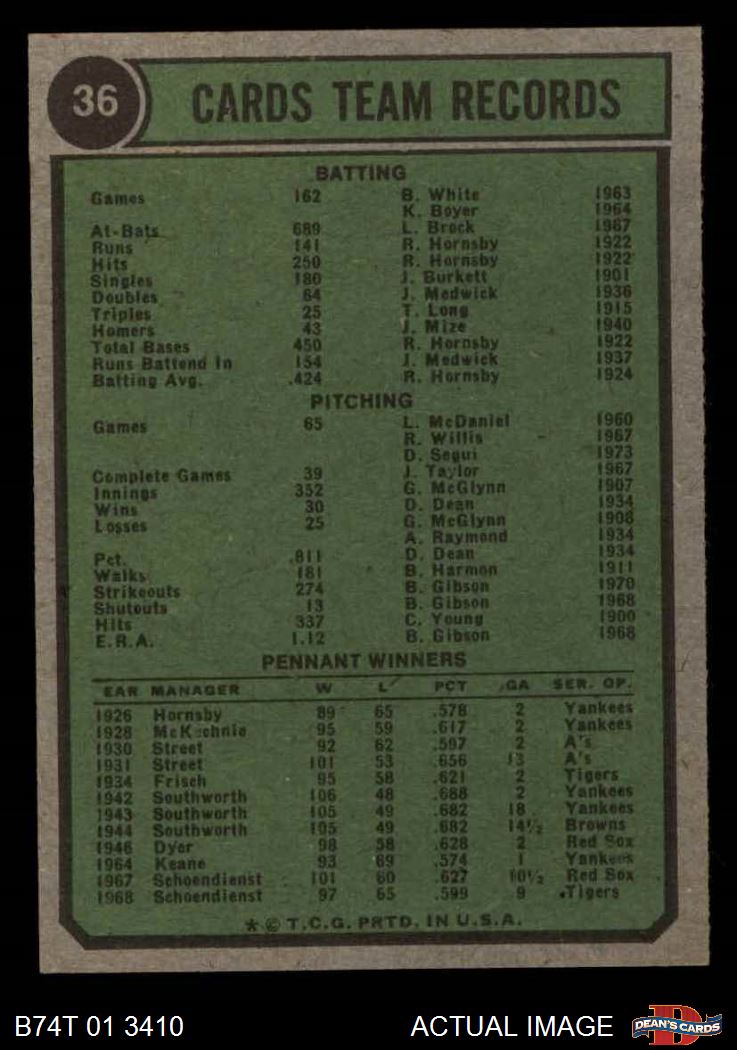 36 CARDS TEAM RECORDS
BATTING
Games 162 B. White 1963
K. Boyer 1964
At-Bats 689 L. Brock 1967
Runs 141 R. Hornsby 1922
Hits 250 R. Hornsby 1922
Singles 180 J. Burkett 1901
Doubles 64 J. Medwick 1936
Triples 25 T. Long 1915
Homers 43 J. Mize 1940
Total Bases 450 R. Hornsby 1922
Runs Battend In 154 J. Medwick 1937
Batting Avg. .424 R. Hornsby 1924
PITCHING
Games 65 L. McDaniel 1960
R. Willis 1967
D. Segui 1973
Complete Games 39 J. Taylor 1967
Innings 352 G. McGlynn 1907
Wins 30 D. Dean 1934
Losses 25 G. McGlynn 1908
A. Raymond 1934
Pct. .811 D. Dean 1934
Walks 181 B. Harmon 1911
Strikeouts 274 B. Gibson 1970
Shutouts 13 B. Gibson 1968
Hits 337 C. Young 1900
E.R.A. 1.12 B. Gibson 1968
PENNANT WINNERS
EAR MANAGER W L PCT GA SER. OP.
1926 Hornsby 89 65 .578 2 Yankees
1928 McKechnie 95 59 .617 2 Yankees
1930 Street 92 62 .597 2 A's
1931 Street 101 53 .656 13 A's
1934 Frisch 95 58 .621 2 Tigers
1942 Southworth 106 48 .688 2 Yankees
1943 Southworth 105 49 .682 18 Yankees
1944 Southworth 105 49 .682 14½ Browns
1946 Dyer 98 58 .628 2 Red Sox
1964 Keane 93 69 .574 1 Yankees
1967 Schoendienst 101 60 .627 10½ Red Sox
1968 Schoendienst 97 65 .599 9 Tigers
* © T.C.G. PRTD. IN U.S.A.
B74T 01 3410 ACTUAL IMAGE DEAN'S CARDS